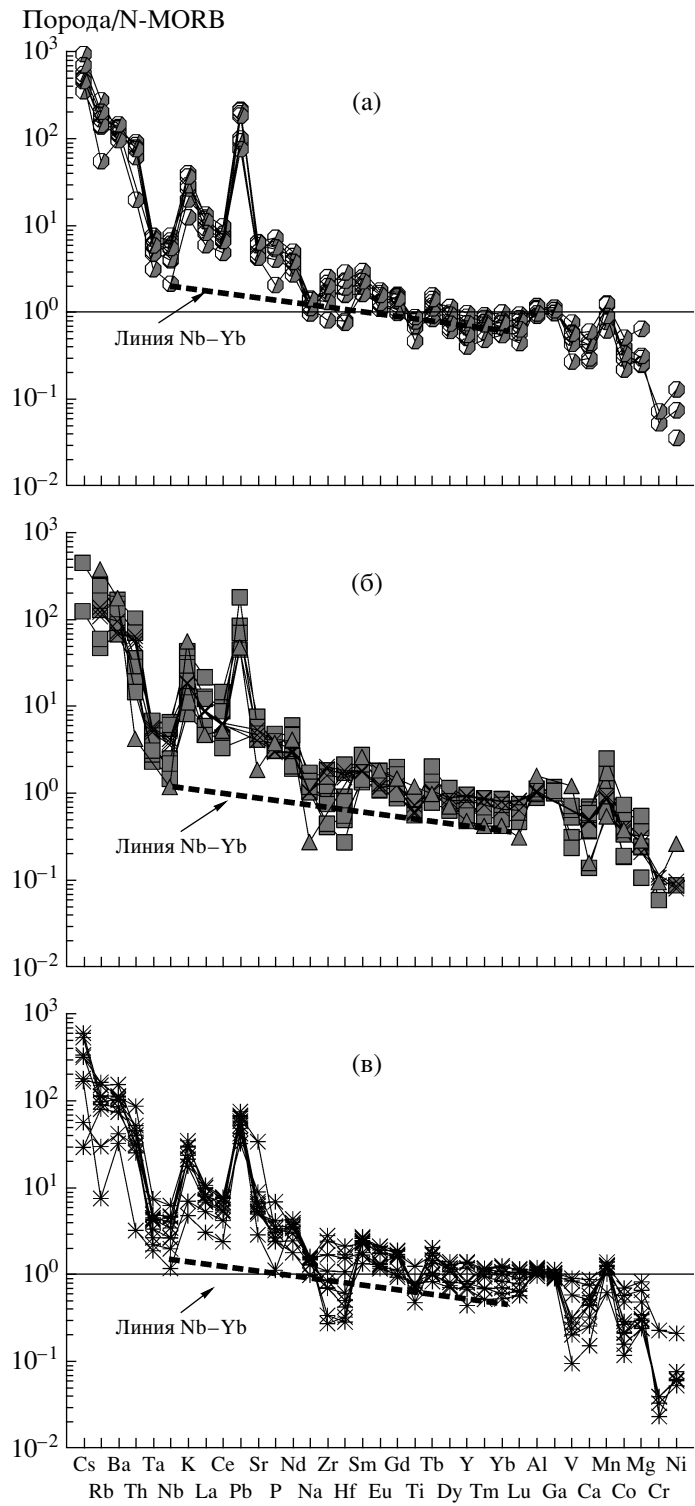 Порода/N-MORB
10³
(а)
10²
10¹
10⁰
Линия Nb–Yb
10⁻¹
10⁻²
10³
(б)
10²
10¹
10⁰
Линия Nb–Yb
10⁻¹
10⁻²
10³
(в)
10²
10¹
10⁰
Линия Nb–Yb
10⁻¹
10⁻²
Cs Ba Ta K Ce Sr Nd Zr Sm Gd Tb Y Yb Al V Mn Mg Ni
Rb Th Nb La Pb P Na Hf Eu Ti Dy Tm Lu Ga Ca Co Cr